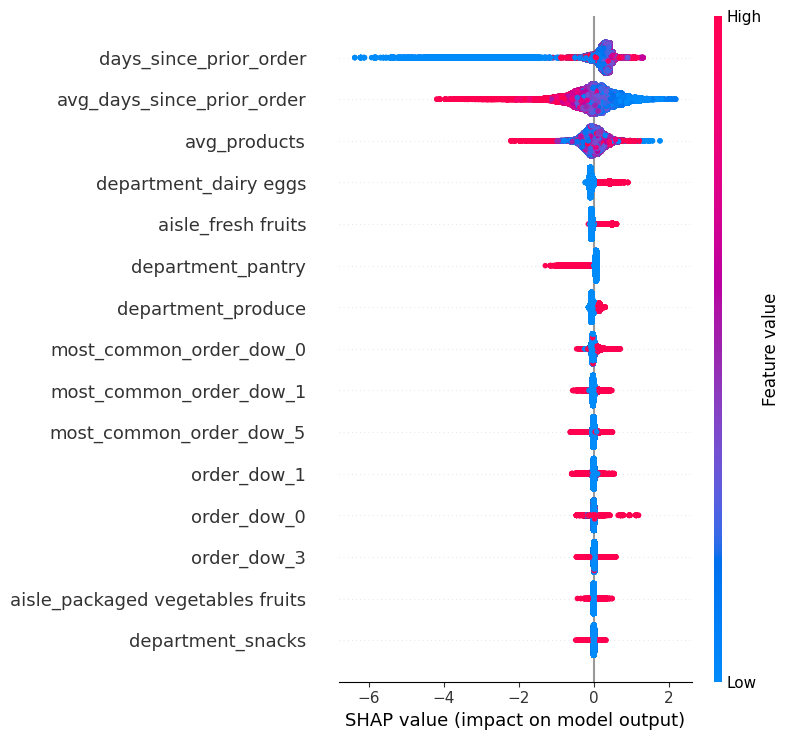 High
days_since_prior_order
avg_days_since_prior_order
avg_products
department_dairy eggs
aisle_fresh fruits
department_pantry
department_produce
most_common_order_dow_0
most_common_order_dow_1
most_common_order_dow_5
order_dow_1
order_dow_0
order_dow_3
aisle_packaged vegetables fruits
department_snacks
Feature value
Low
−6 −4 −2 0 2
SHAP value (impact on model output)